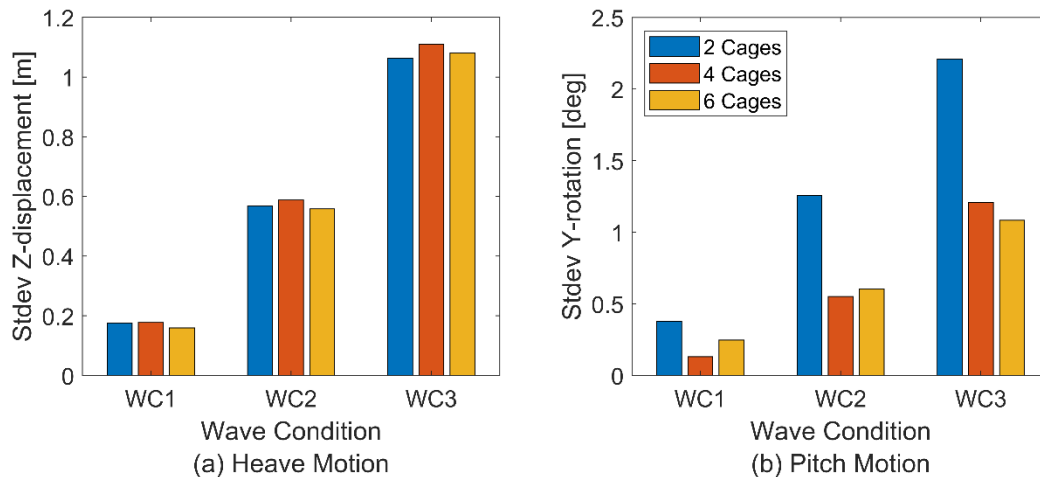 Stdev Z-displacement [m]
1.2
1
0.8
0.6
0.4
0.2
0
WC1 WC2 WC3
Wave Condition
(a) Heave Motion
Stdev Y-rotation [deg]
2.5
2
1.5
1
0.5
0
2 Cages
4 Cages
6 Cages
WC1 WC2 WC3
Wave Condition
(b) Pitch Motion